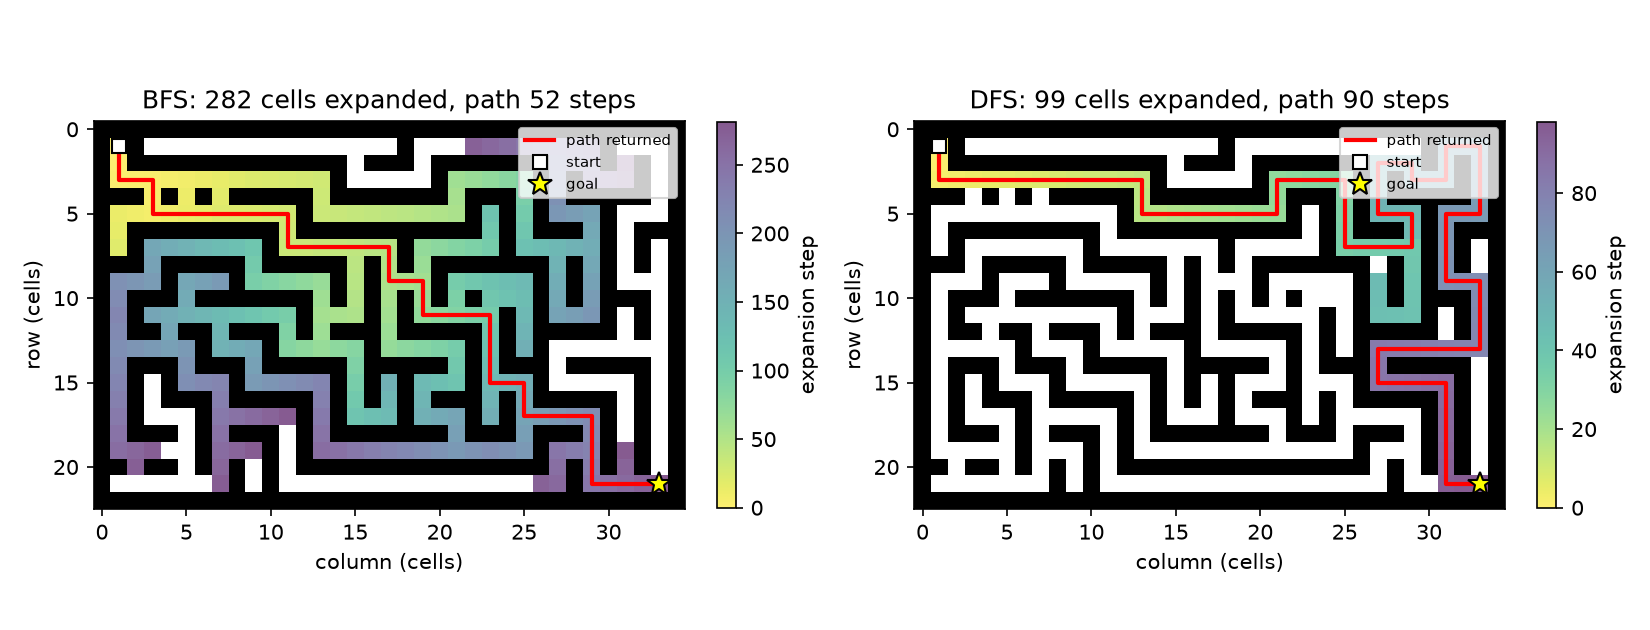 BFS: 282 cells expanded, path 52 steps
path returned
start
goal
0
5
10
15
20
row (cells)
0
5
10
15
20
25
30
column (cells)
250
200
150
100
50
0
expansion step
DFS: 99 cells expanded, path 90 steps
path returned
start
goal
0
5
10
15
20
row (cells)
0
5
10
15
20
25
30
column (cells)
80
60
40
20
0
expansion step